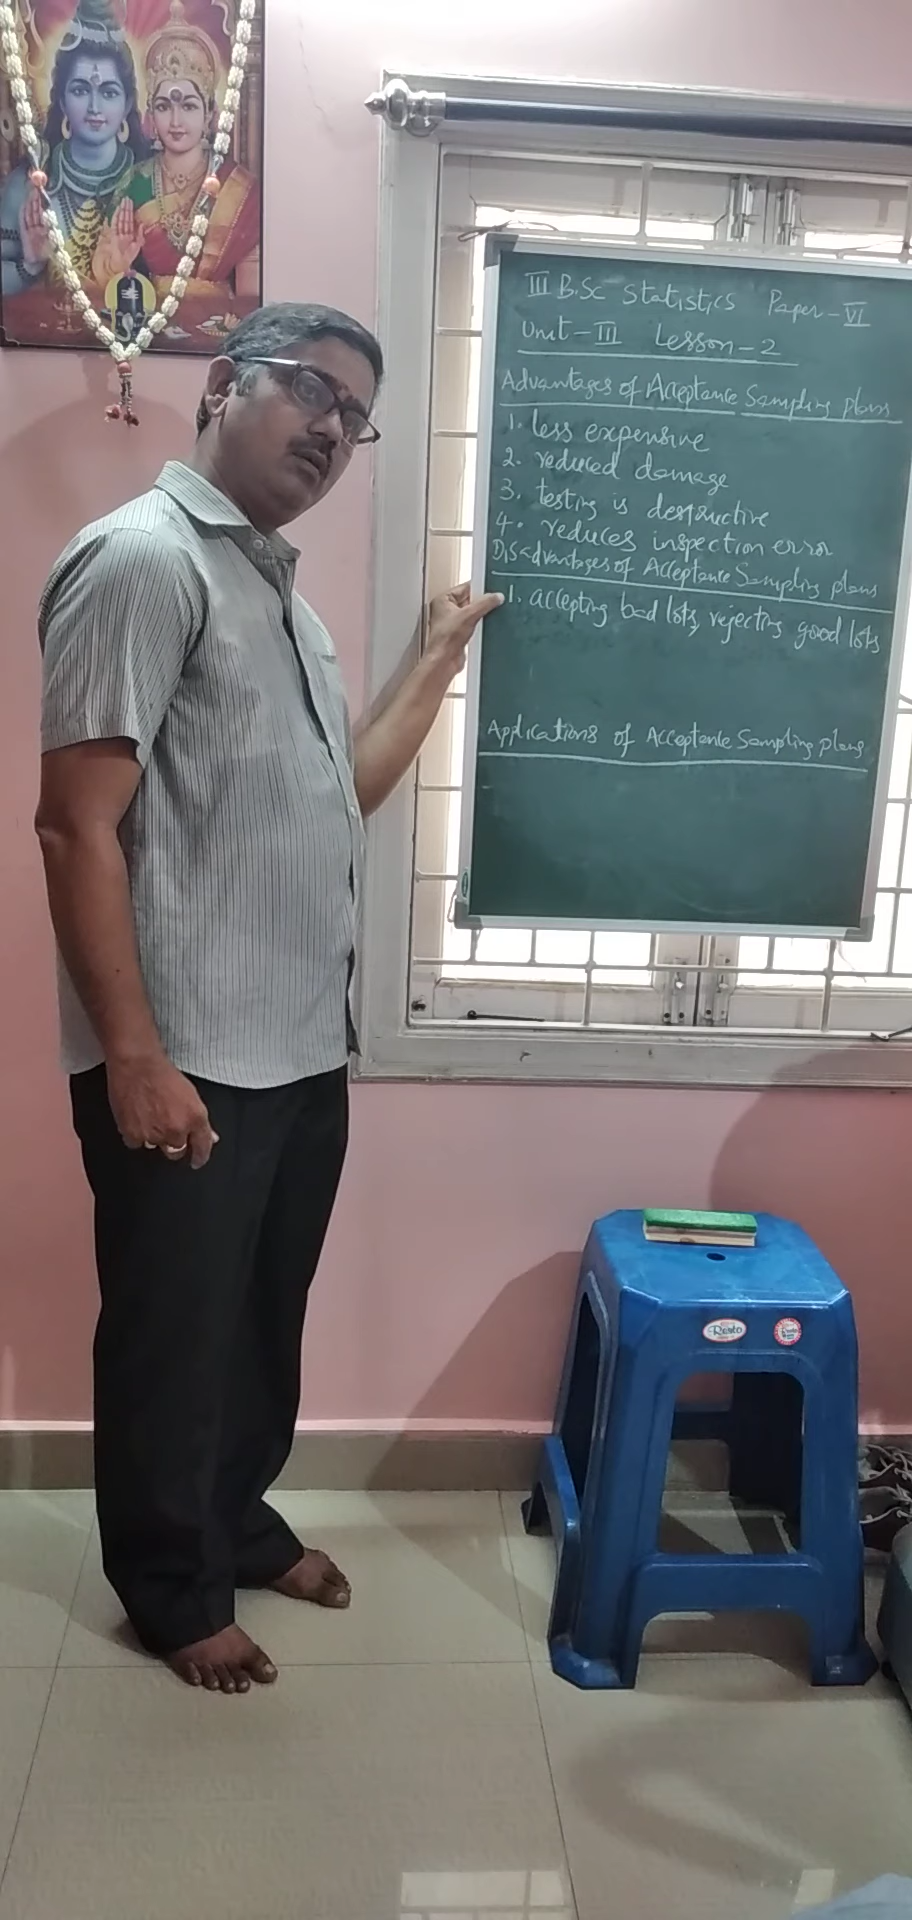 III B.Sc Statistics Paper-VI
Unit-III Lesson-2
Advantages of Acceptance Sampling plans
1. less expensive
2. reduced damage
3. testing is destructive
4. reduces inspection error
Disadvantages of Acceptance Sampling plans
1. accepting bad lots, rejecting good lots
Applications of Acceptance Sampling plans
Resto